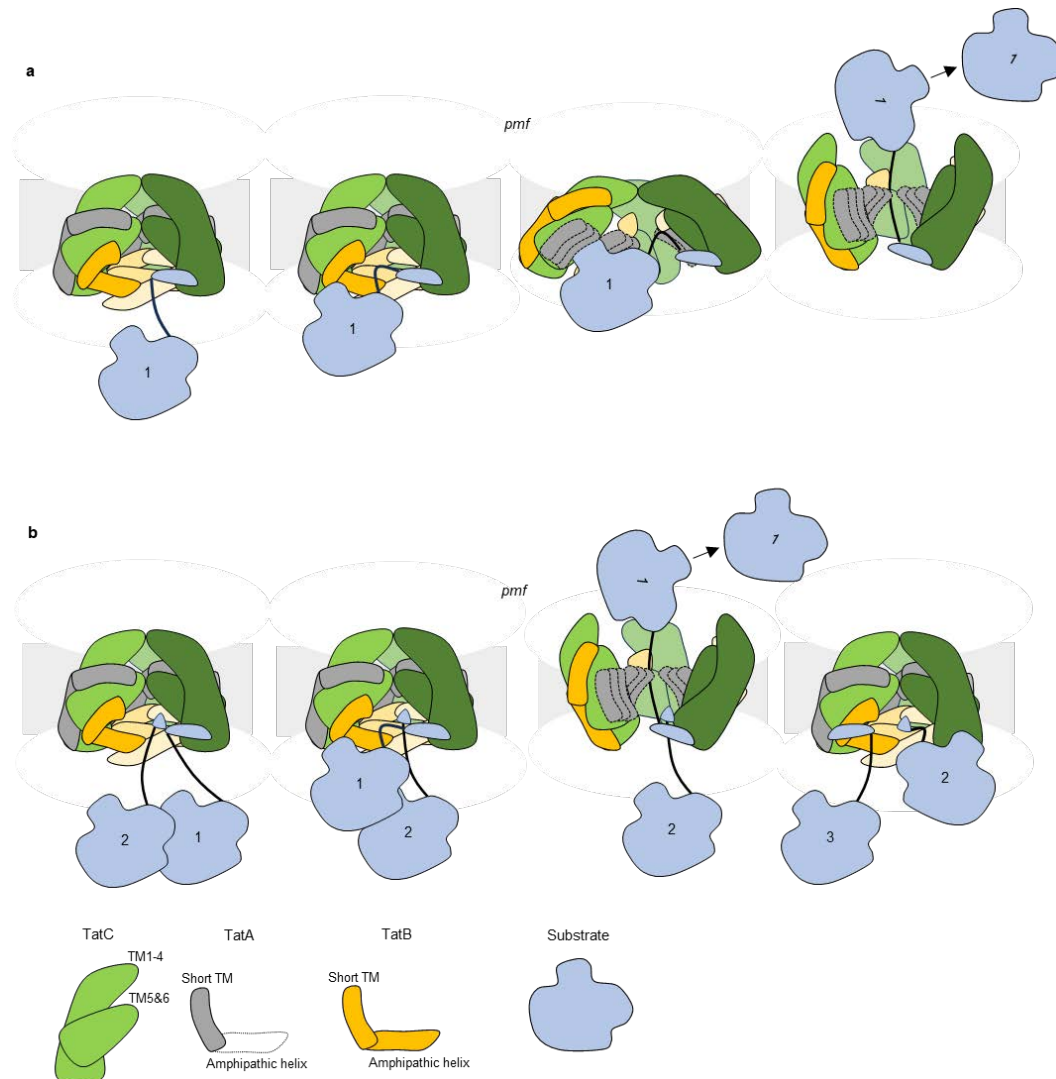 a
pmf
1
1
1
1
1
b
pmf
2
1
1
2
1
1
2
3
2
TatC
TatA
TatB
Substrate
TM1-4
TM5&6
Short TM
Amphipathic helix
Short TM
Amphipathic helix